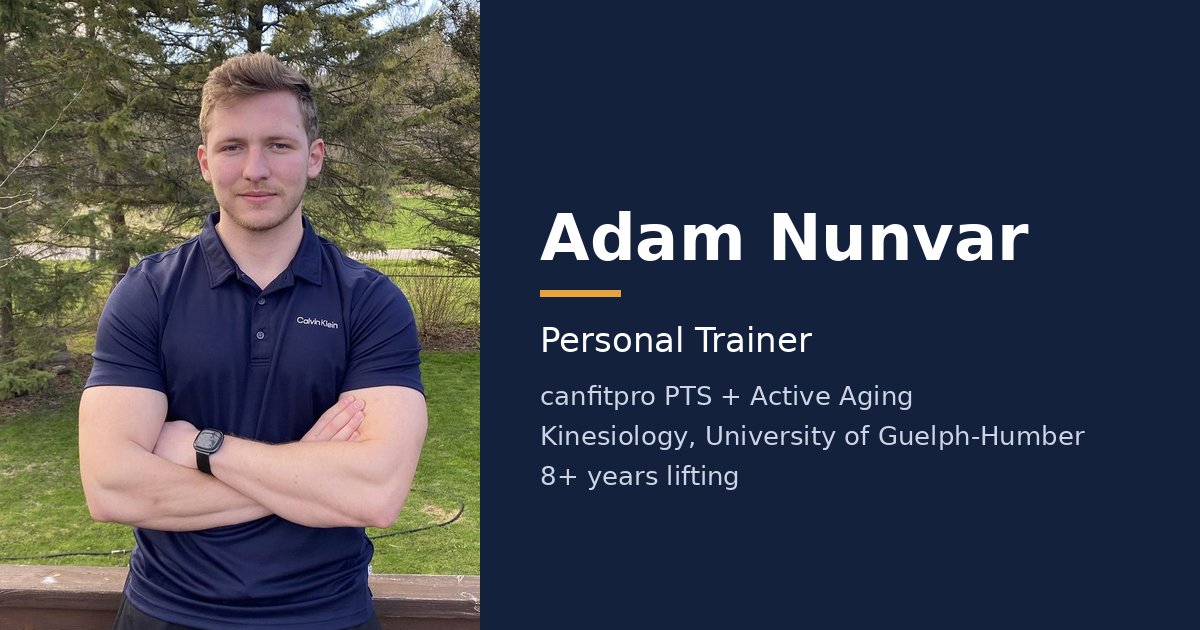 Calvin Klein
Adam Nunvar
Personal Trainer
canfitpro PTS + Active Aging
Kinesiology, University of Guelph-Humber
8+ years lifting